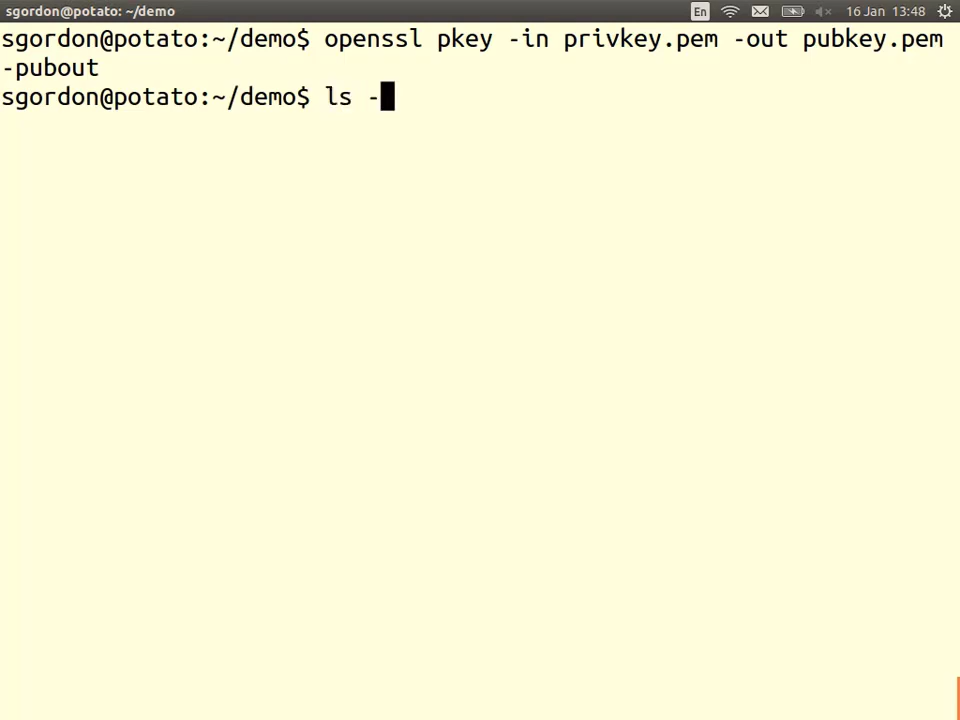 sgordon@potato: ~/demo
En
16 Jan 13:48
sgordon@potato:~/demo$ openssl pkey -in privkey.pem -out pubkey.pem
-pubout
sgordon@potato:~/demo$ ls -